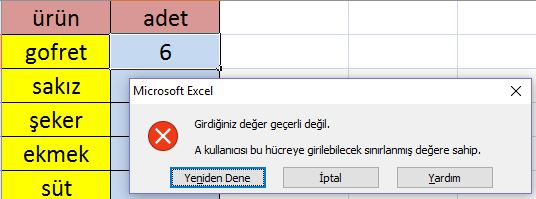 ürün adet
gofret 6
sakız
şeker
ekmek
süt
Microsoft Excel
Girdiğiniz değer geçerli değil.
A kullanıcısı bu hücreye girilebilecek sınırlanmış değere sahip.
Yeniden Dene İptal Yardım